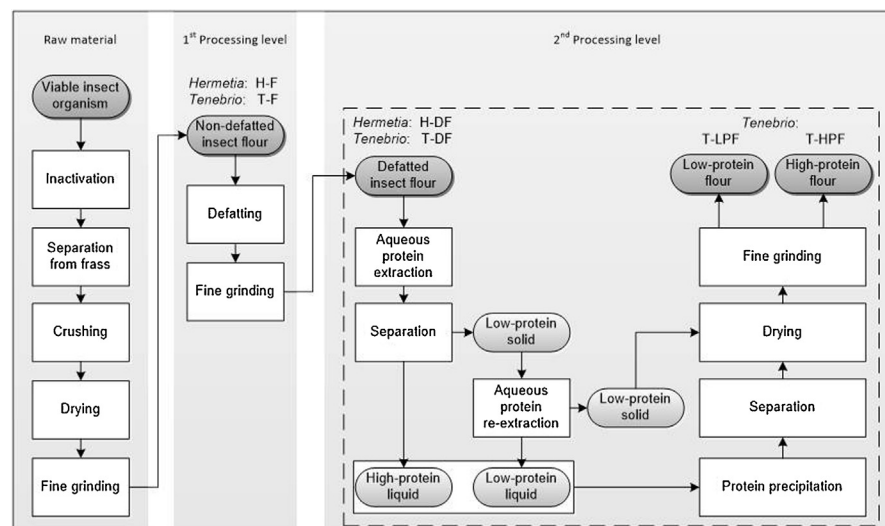 Raw material
1st Processing level
2nd Processing level
Viable insect
organism
Inactivation
Separation
from frass
Crushing
Drying
Fine grinding
Hermetia: H-F
Tenebrio: T-F
Non-defatted
insect flour
Defatting
Fine grinding
Hermetia: H-DF
Tenebrio: T-DF
Defatted
insect flour
Aqueous
protein
extraction
Separation
Low-protein
solid
Aqueous
protein
re-extraction
Low-protein
solid
High-protein
liquid
Low-protein
liquid
Tenebrio:
T-LPF
T-HPF
Low-protein
flour
High-protein
flour
Fine grinding
Drying
Separation
Protein precipitation